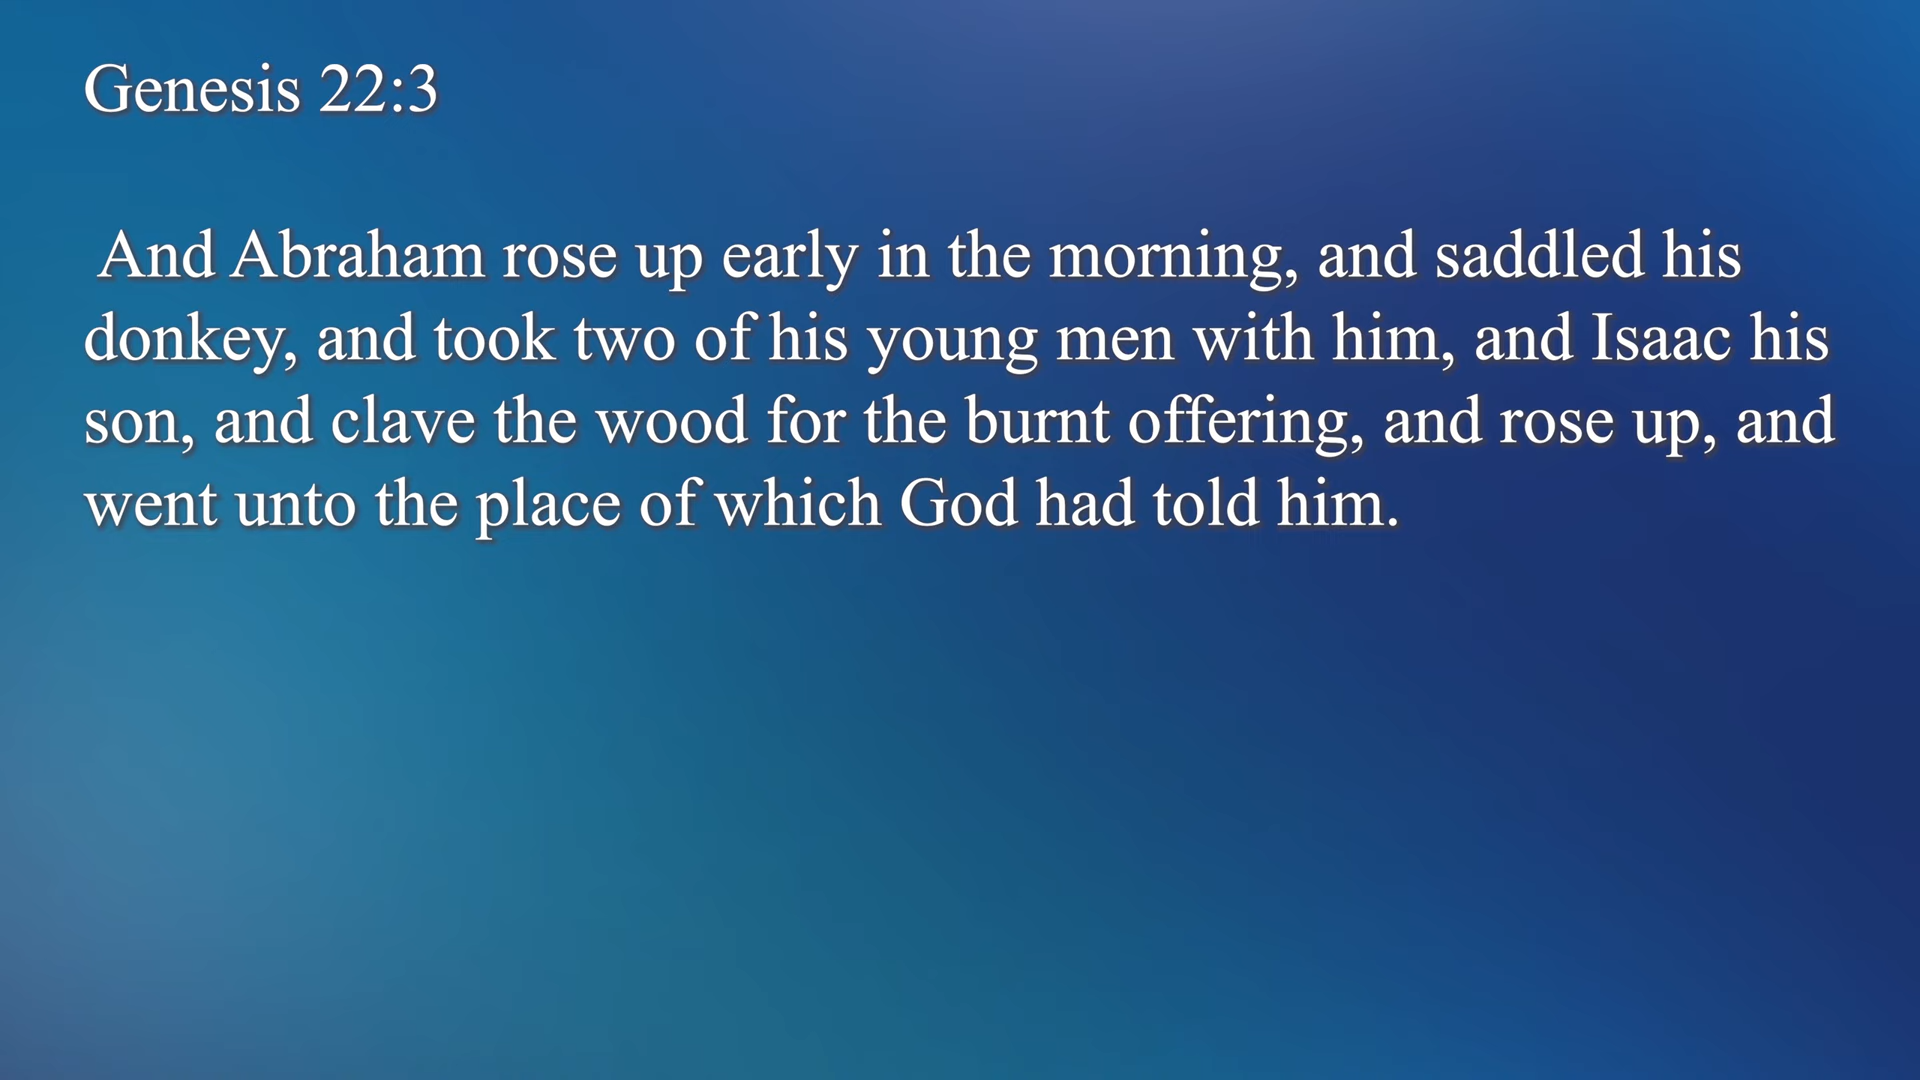 Genesis 22:3
And Abraham rose up early in the morning, and saddled his
donkey, and took two of his young men with him, and Isaac his
son, and clave the wood for the burnt offering, and rose up, and
went unto the place of which God had told him.